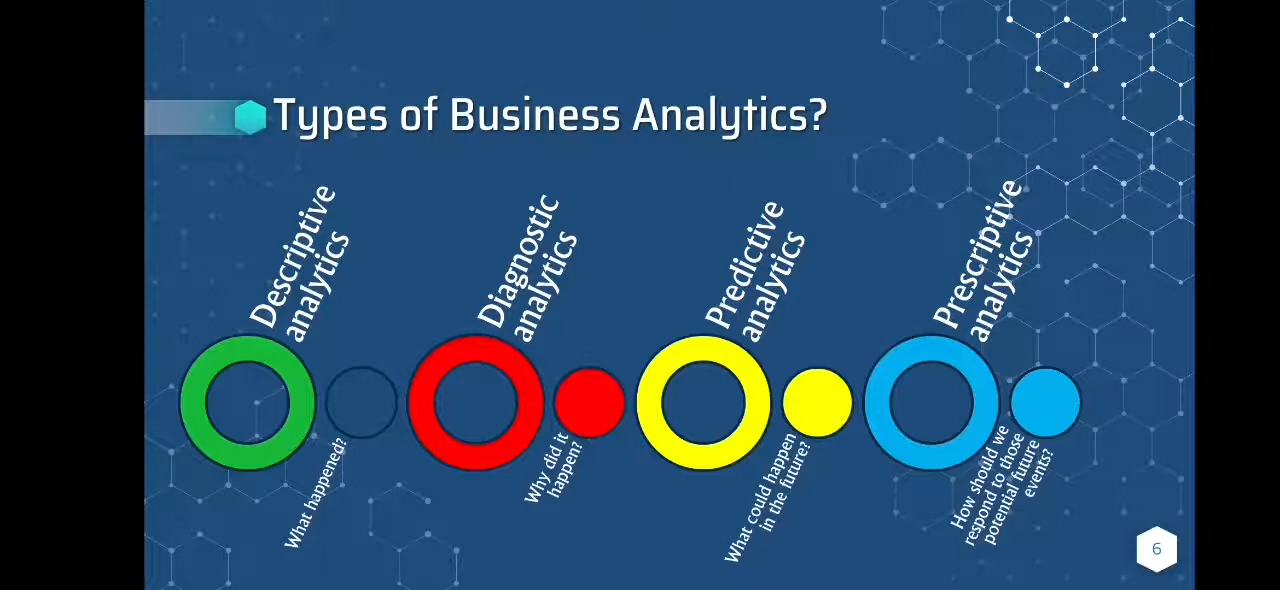 Types of Business Analytics?
Descriptive
analytics
What happened?
Diagnostic
analytics
Why did it
happen?
Predictive
analytics
What could happen
in the future?
Prescriptive
analytics
How should we
respond to those
potential future
events?
6